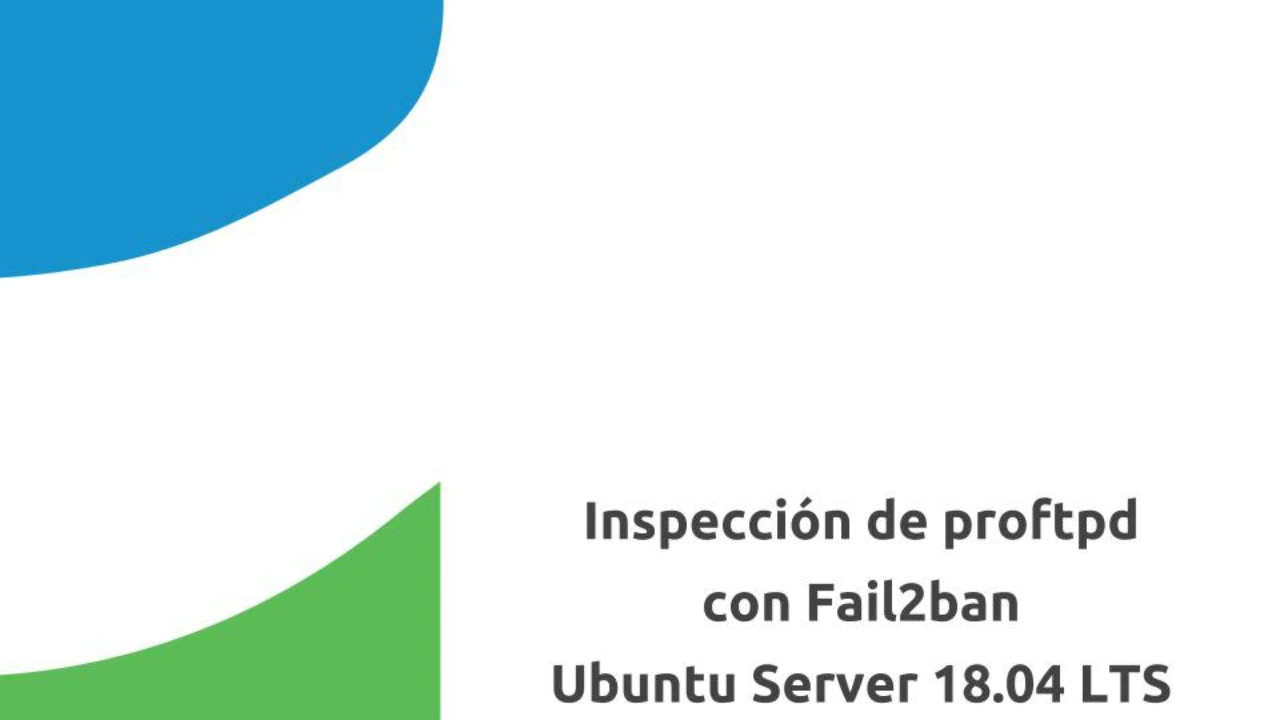 Inspección de proftpd
con Fail2ban
Ubuntu Server 18.04 LTS